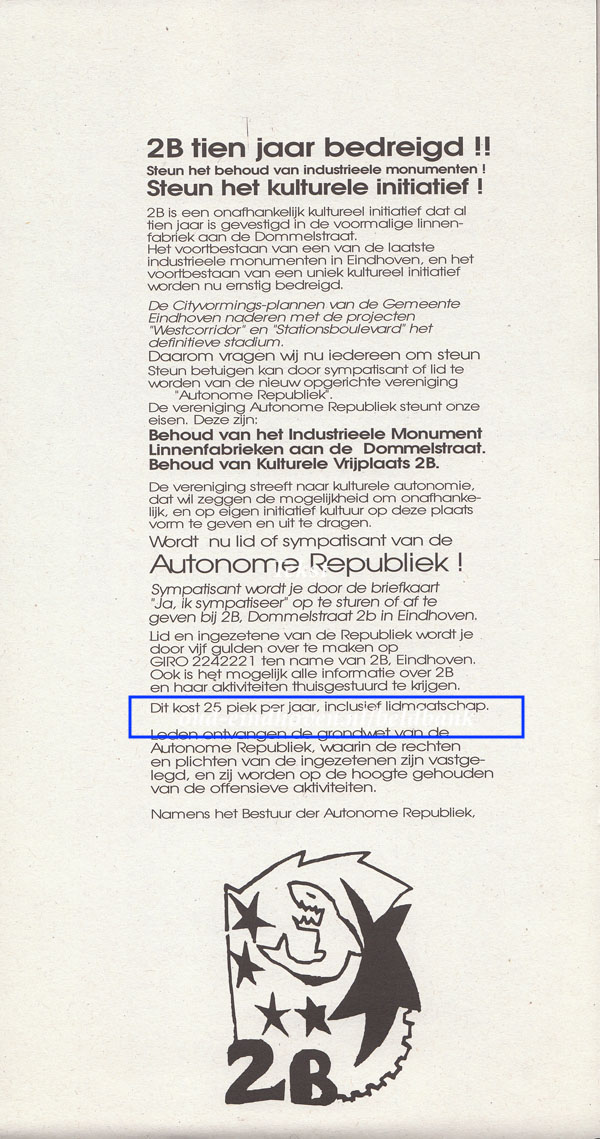 2B tien jaar bedreigd !!
Steun het behoud van industrieele monumenten !
Steun het kulturele initiatief !
2B is een onafhankelijk kultureel initiatief dat al
tien jaar is gevestigd in de voormalige linnen-
fabriek aan de Dommelstraat.
Het voortbestaan van een van de laatste
industrieele monumenten in Eindhoven, en het
voortbestaan van een uniek kultureel initiatief
worden nu ernstig bedreigd.
De Cityvormings-plannen van de Gemeente
Eindhoven naderen met de projecten
"Westcorridor" en "Stationsboulevard" het
definitieve stadium.
Daarom vragen wij nu iedereen om steun
Steun betuigen kan door sympatisant of lid te
worden van de nieuw opgerichte vereniging
"Autonome Republiek".
De vereniging Autonome Republiek steunt onze
eisen. Deze zijn:
Behoud van het Industrieele Monument
Linnenfabrieken aan de Dommelstraat.
Behoud van Kulturele Vrijplaats 2B.
De vereniging streeft naar kulturele autonomie,
dat wil zeggen de mogelijkheid om onafhanke-
lijk, en op eigen initiatief kultuur op deze plaats
vorm te geven en uit te dragen.
Wordt nu lid of sympatisant van de
Autonome Republiek !
Sympatisant wordt je door de briefkaart
"Ja, ik sympatiseer" op te sturen of af te
geven bij 2B, Dommelstraat 2b in Eindhoven.
Lid en ingezetene van de Republiek wordt je
door vijf gulden over te maken op
GIRO 2242221 ten name van 2B, Eindhoven.
Ook is het mogelijk alle informatie over 2B
en haar aktiviteiten thuisgestuurd te krijgen.
Dit kost 25 piek per jaar, inclusief lidmaatschap.
old-eindhoven.nl/beeldbank
Leden ontvangen de grondwet van de
Autonome Republiek, waarin de rechten
en plichten van de ingezetenen zijn vastge-
legd, en zij worden op de hoogte gehouden
van de offensieve aktiviteiten.
Namens het Bestuur der Autonome Republiek,
2B